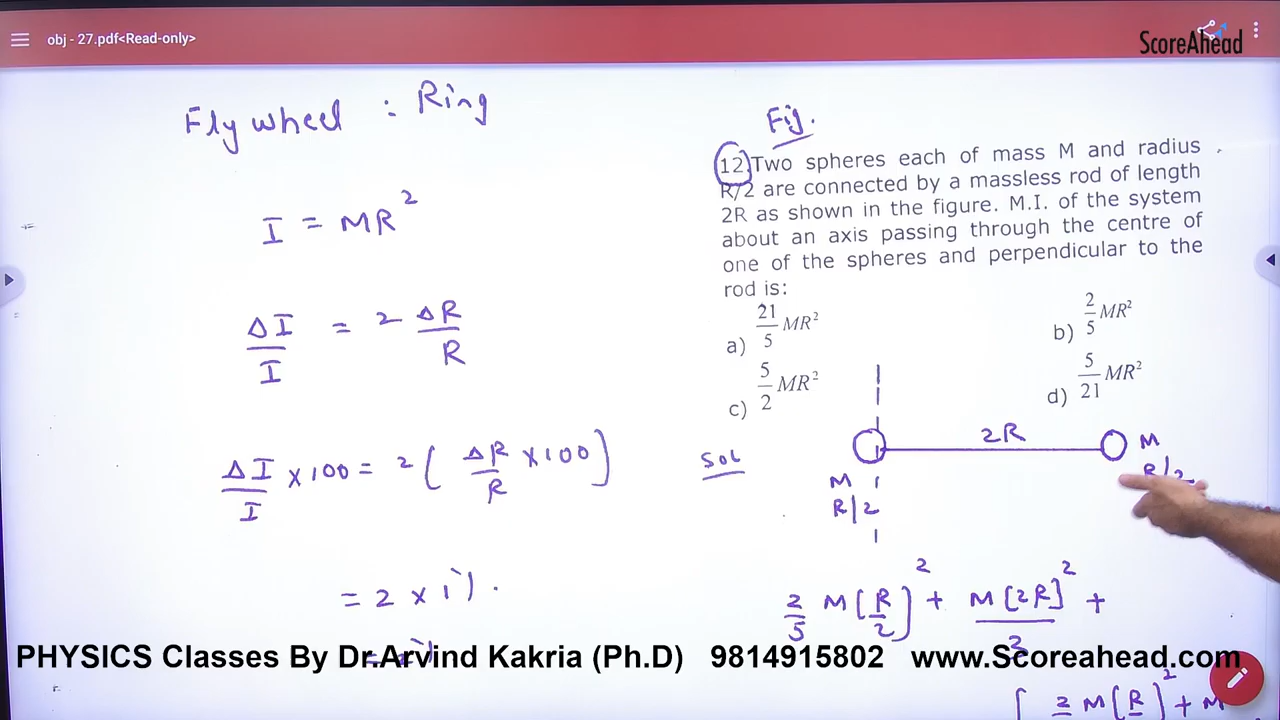 obj - 27.pdf<Read-only>
ScoreAhead
Flywheel : Ring
I = MR²
ΔI/I = 2 ΔR/R
ΔI/I × 100 = 2 ( ΔR/R × 100 )
= 2 × 1%.
Fig.
12. Two spheres each of mass M and radius
R/2 are connected by a massless rod of length
2R as shown in the figure. M.I. of the system
about an axis passing through the centre of
one of the spheres and perpendicular to the
rod is:
a) 21/5 MR² b) 2/5 MR²
c) 5/2 MR² d) 5/21 MR²
Sol
2R
M
R/2
M
R/2
2/5 M(R/2)² + M[2R]²/3 +
[ 2 M(R)² + M
PHYSICS Classes By Dr.Arvind Kakria (Ph.D) 9814915802 www.Scoreahead.com